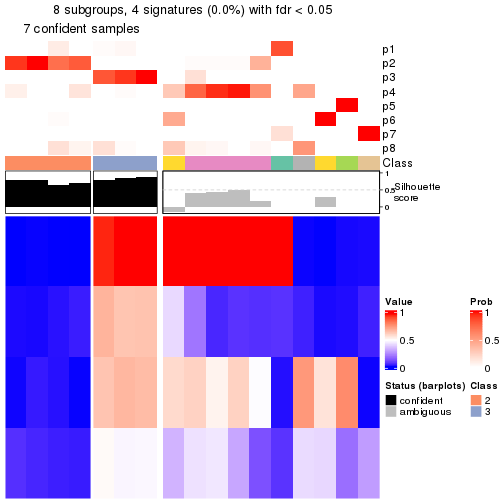 8 subgroups, 4 signatures (0.0%) with fdr < 0.05
7 confident samples
p1
p2
p3
p4
p5
p6
p7
p8
Class
1
0.5
0
Silhouette
score
Value
1
0.5
0
Prob
1
0.5
0
Status (barplots)
confident
ambiguous
Class
2
3